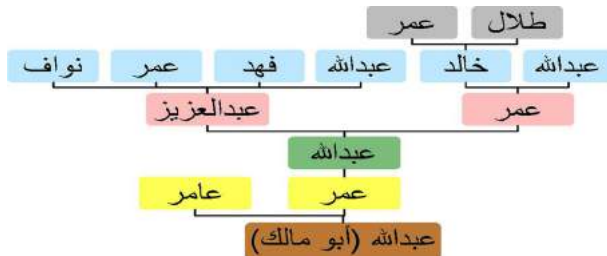 طلال عمر
عبدالله خالد عبدالله فهد عمر نواف
عمر عبدالعزيز
عبدالله
عمر عامر
عبدالله (أبو مالك)